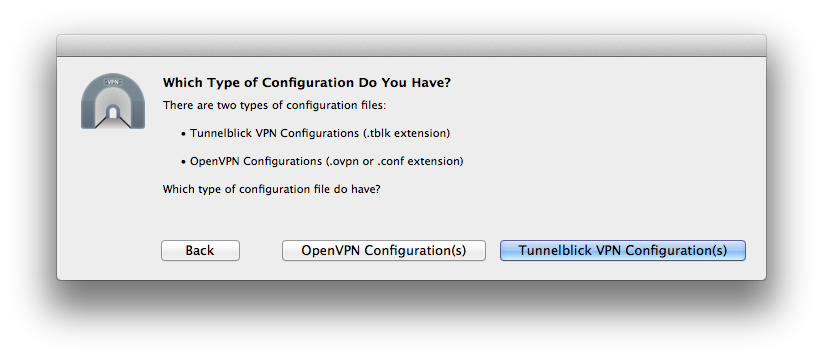 VPN
Which Type of Configuration Do You Have?
There are two types of configuration files:
• Tunnelblick VPN Configurations (.tblk extension)
• OpenVPN Configurations (.ovpn or .conf extension)
Which type of configuration file do have?
Back
OpenVPN Configuration(s)
Tunnelblick VPN Configuration(s)